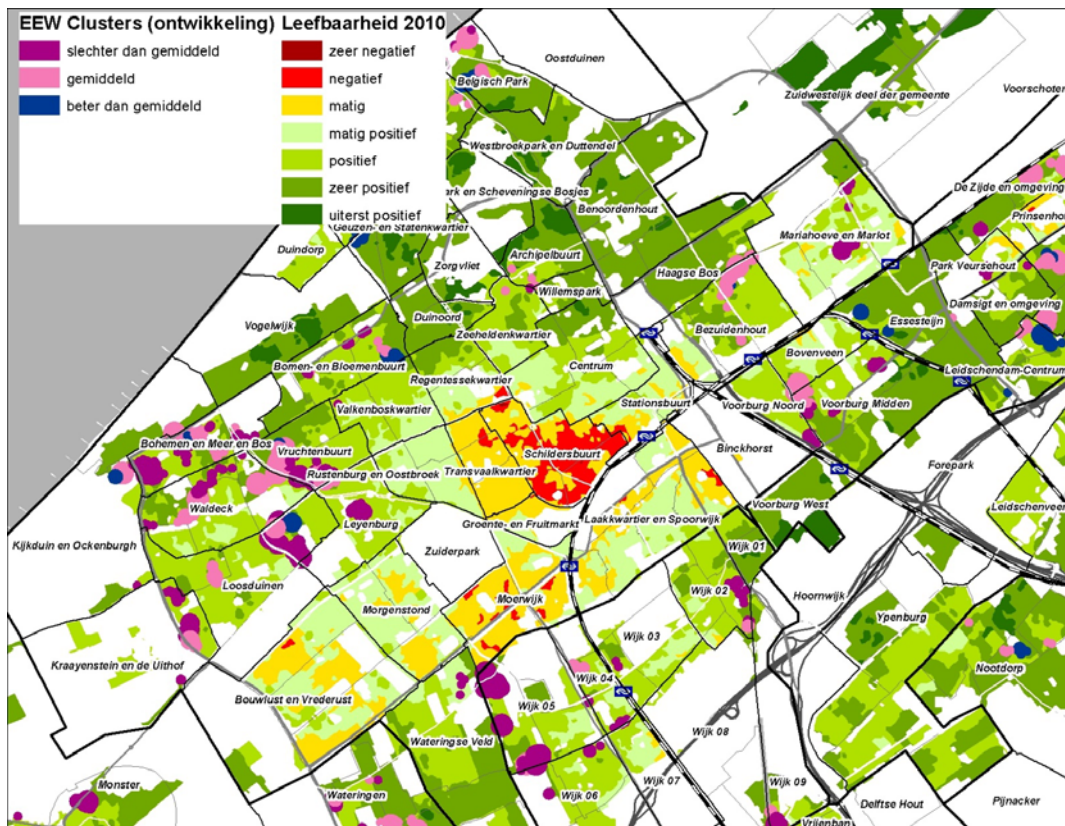 EEW Clusters (ontwikkeling) Leefbaarheid 2010
slechter dan gemiddeld
gemiddeld
beter dan gemiddeld
zeer negatief
negatief
matig
matig positief
positief
zeer positief
uiterst positief
Oostduinen
Belgisch Park
Zuidwestelijk deel der gemeente
Voorschoten
Westbroekpark en Duttendel
De Zijde en omgeving
ark en Scheveningse Bosjes
Benoordenhout
Prinsenhof
Geuzen- en Statenkwartier
Mariahoeve en Marlot
Duindorp
Archipelbuurt
Zorgvliet
Haagse Bos
Park Veursehout
Willemspark
Damsigt en omgeving
Duinoord
Essesteijn
Vogelwijk
Zeeheldenkwartier
Bezuidenhout
Bovenveen
Bomen- en Bloemenbuurt
Centrum
Leidschendam-Centrum
Regentessekwartier
Stationsbuurt
Voorburg Noord
Voorburg Midden
Valkenboskwartier
Bohemen en Meer en Bos
Vruchtenbuurt
Schildersbuurt
Binckhorst
Forepark
Rustenburg en Oostbroek
Transvaalkwartier
Waldeck
Voorburg West
Leidschenveen
Leyenburg
Groente- en Fruitmarkt
Laakkwartier en Spoorwijk
Kijkduin en Ockenburgh
Zuiderpark
Wijk 01
Loosduinen
Morgenstond
Moerwijk
Wijk 02
Hoornwijk
Ypenburg
Wijk 03
Kraayenstein en de Uithof
Nootdorp
Wijk 04
Bouwlust en Vrederust
Wijk 05
Wijk 08
Wateringse Veld
Wijk 07
Wijk 09
Monster
Wateringen
Wijk 06
Delftse Hout
Pijnacker
Vrijenban